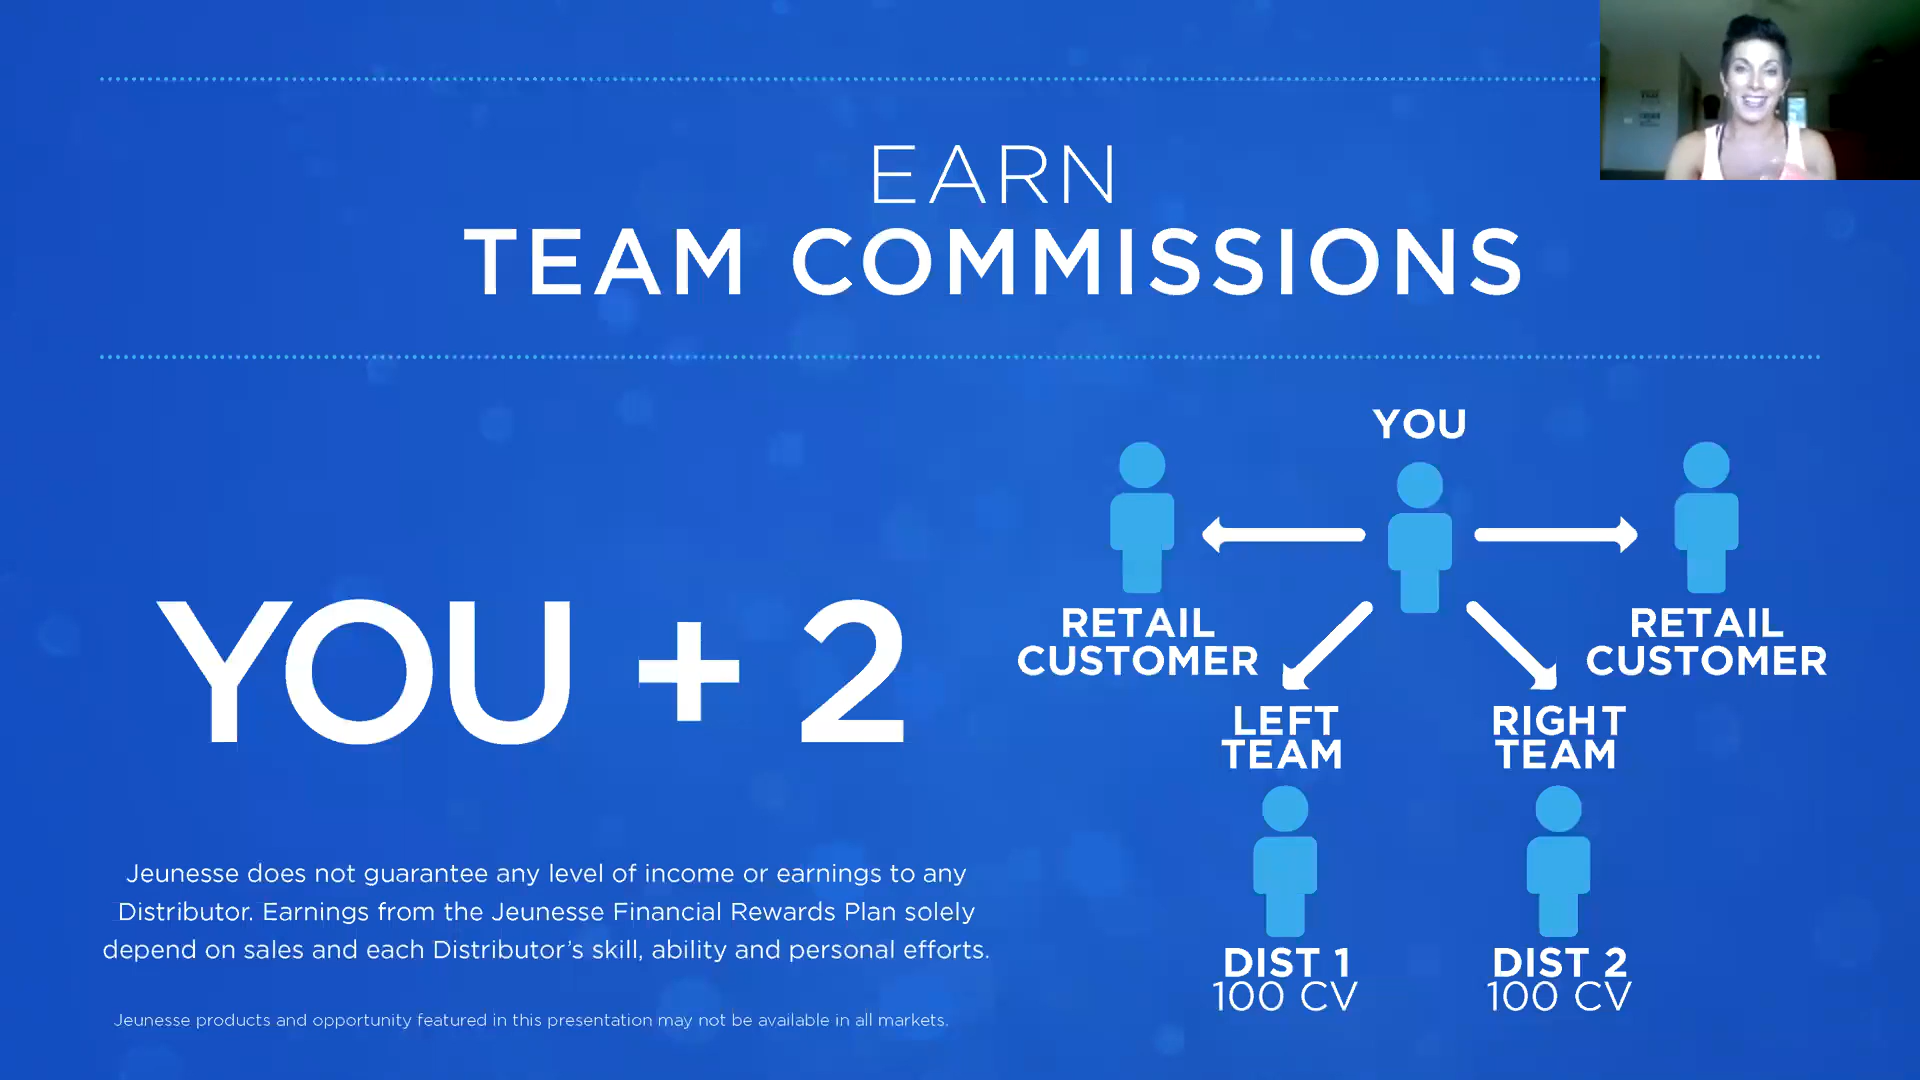 EARN
TEAM COMMISSIONS
YOU + 2
Jeunesse does not guarantee any level of income or earnings to any
Distributor. Earnings from the Jeunesse Financial Rewards Plan solely
depend on sales and each Distributor's skill, ability and personal efforts.
Jeunesse products and opportunity featured in this presentation may not be available in all markets.
YOU
RETAIL
CUSTOMER
RETAIL
CUSTOMER
LEFT
TEAM
RIGHT
TEAM
DIST 1
100 CV
DIST 2
100 CV